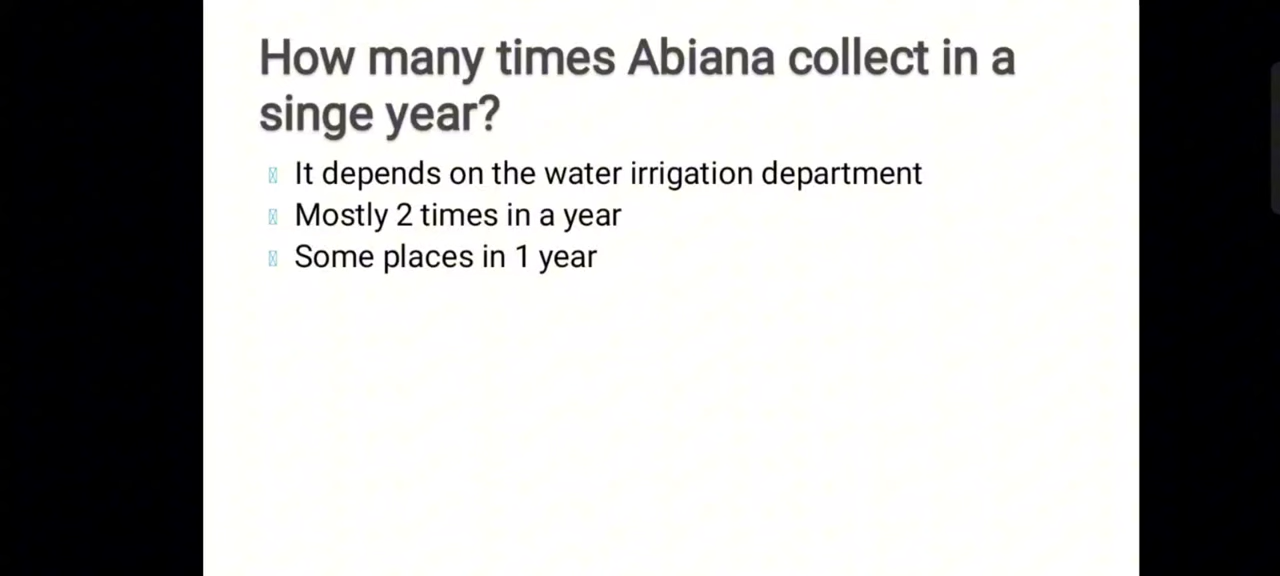 How many times Abiana collect in a
singe year?
It depends on the water irrigation department
Mostly 2 times in a year
Some places in 1 year